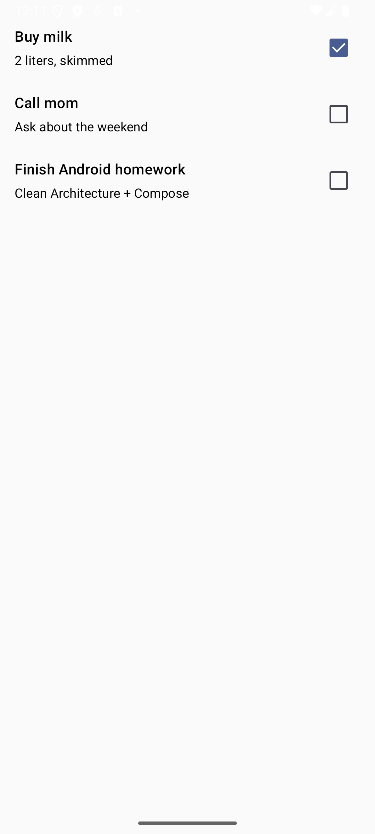 Buy milk
2 liters, skimmed
Call mom
Ask about the weekend
Finish Android homework
Clean Architecture + Compose